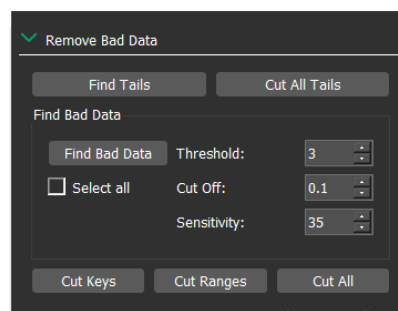 Remove Bad Data
Find Tails Cut All Tails
Find Bad Data
Find Bad Data Threshold: 3
Select all Cut Off: 0.1
Sensitivity: 35
Cut Keys Cut Ranges Cut All